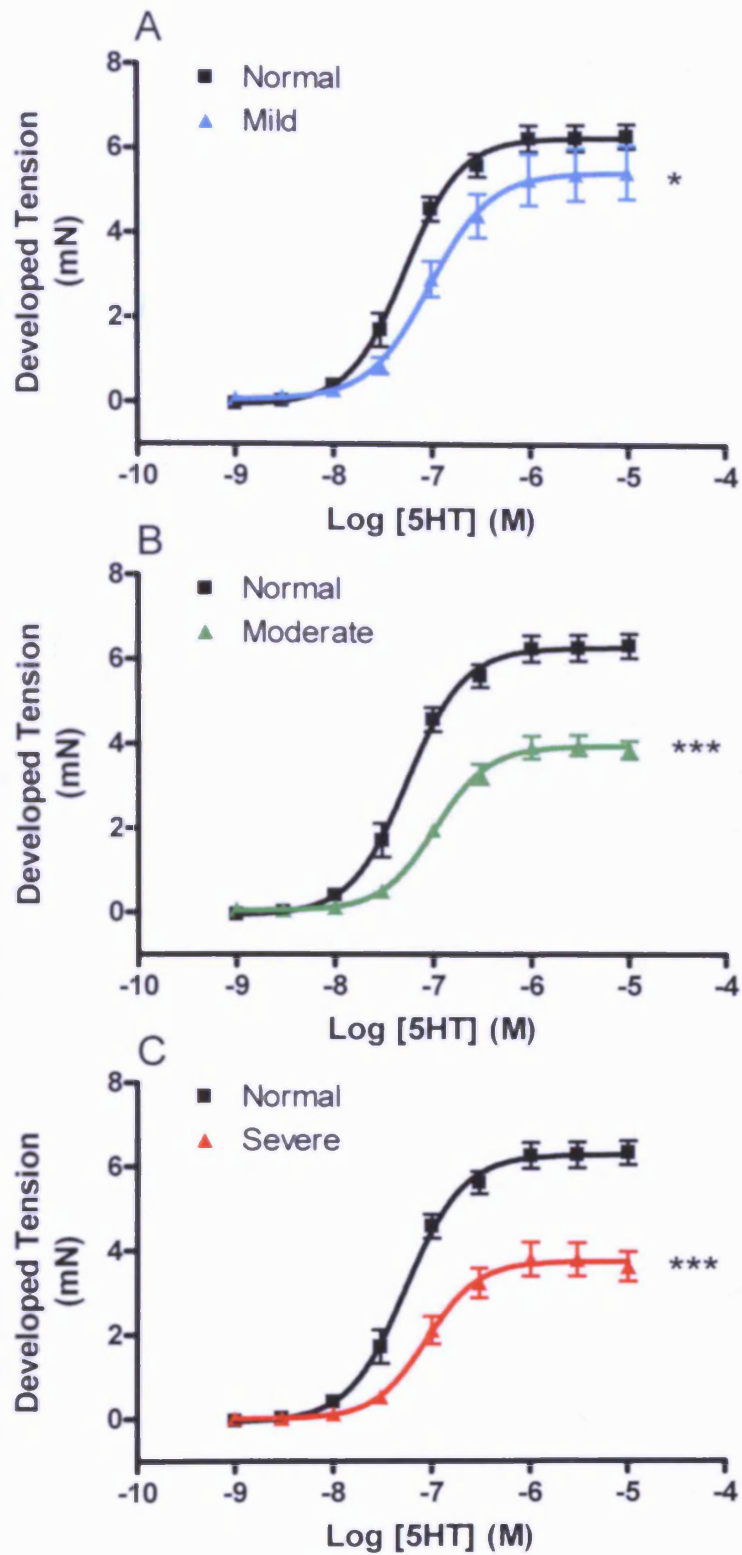 A
8
Normal
Mild
6
*
4
2
0
Developed Tension
(mN)
-10 -9 -8 -7 -6 -5 -4
Log [5HT] (M)
B
8
Normal
Moderate
6
4
***
2
0
Developed Tension
(mN)
-10 -9 -8 -7 -6 -5 -4
Log [5HT] (M)
C
8
Normal
Severe
6
4
***
2
0
Developed Tension
(mN)
-10 -9 -8 -7 -6 -5 -4
Log [5HT] (M)